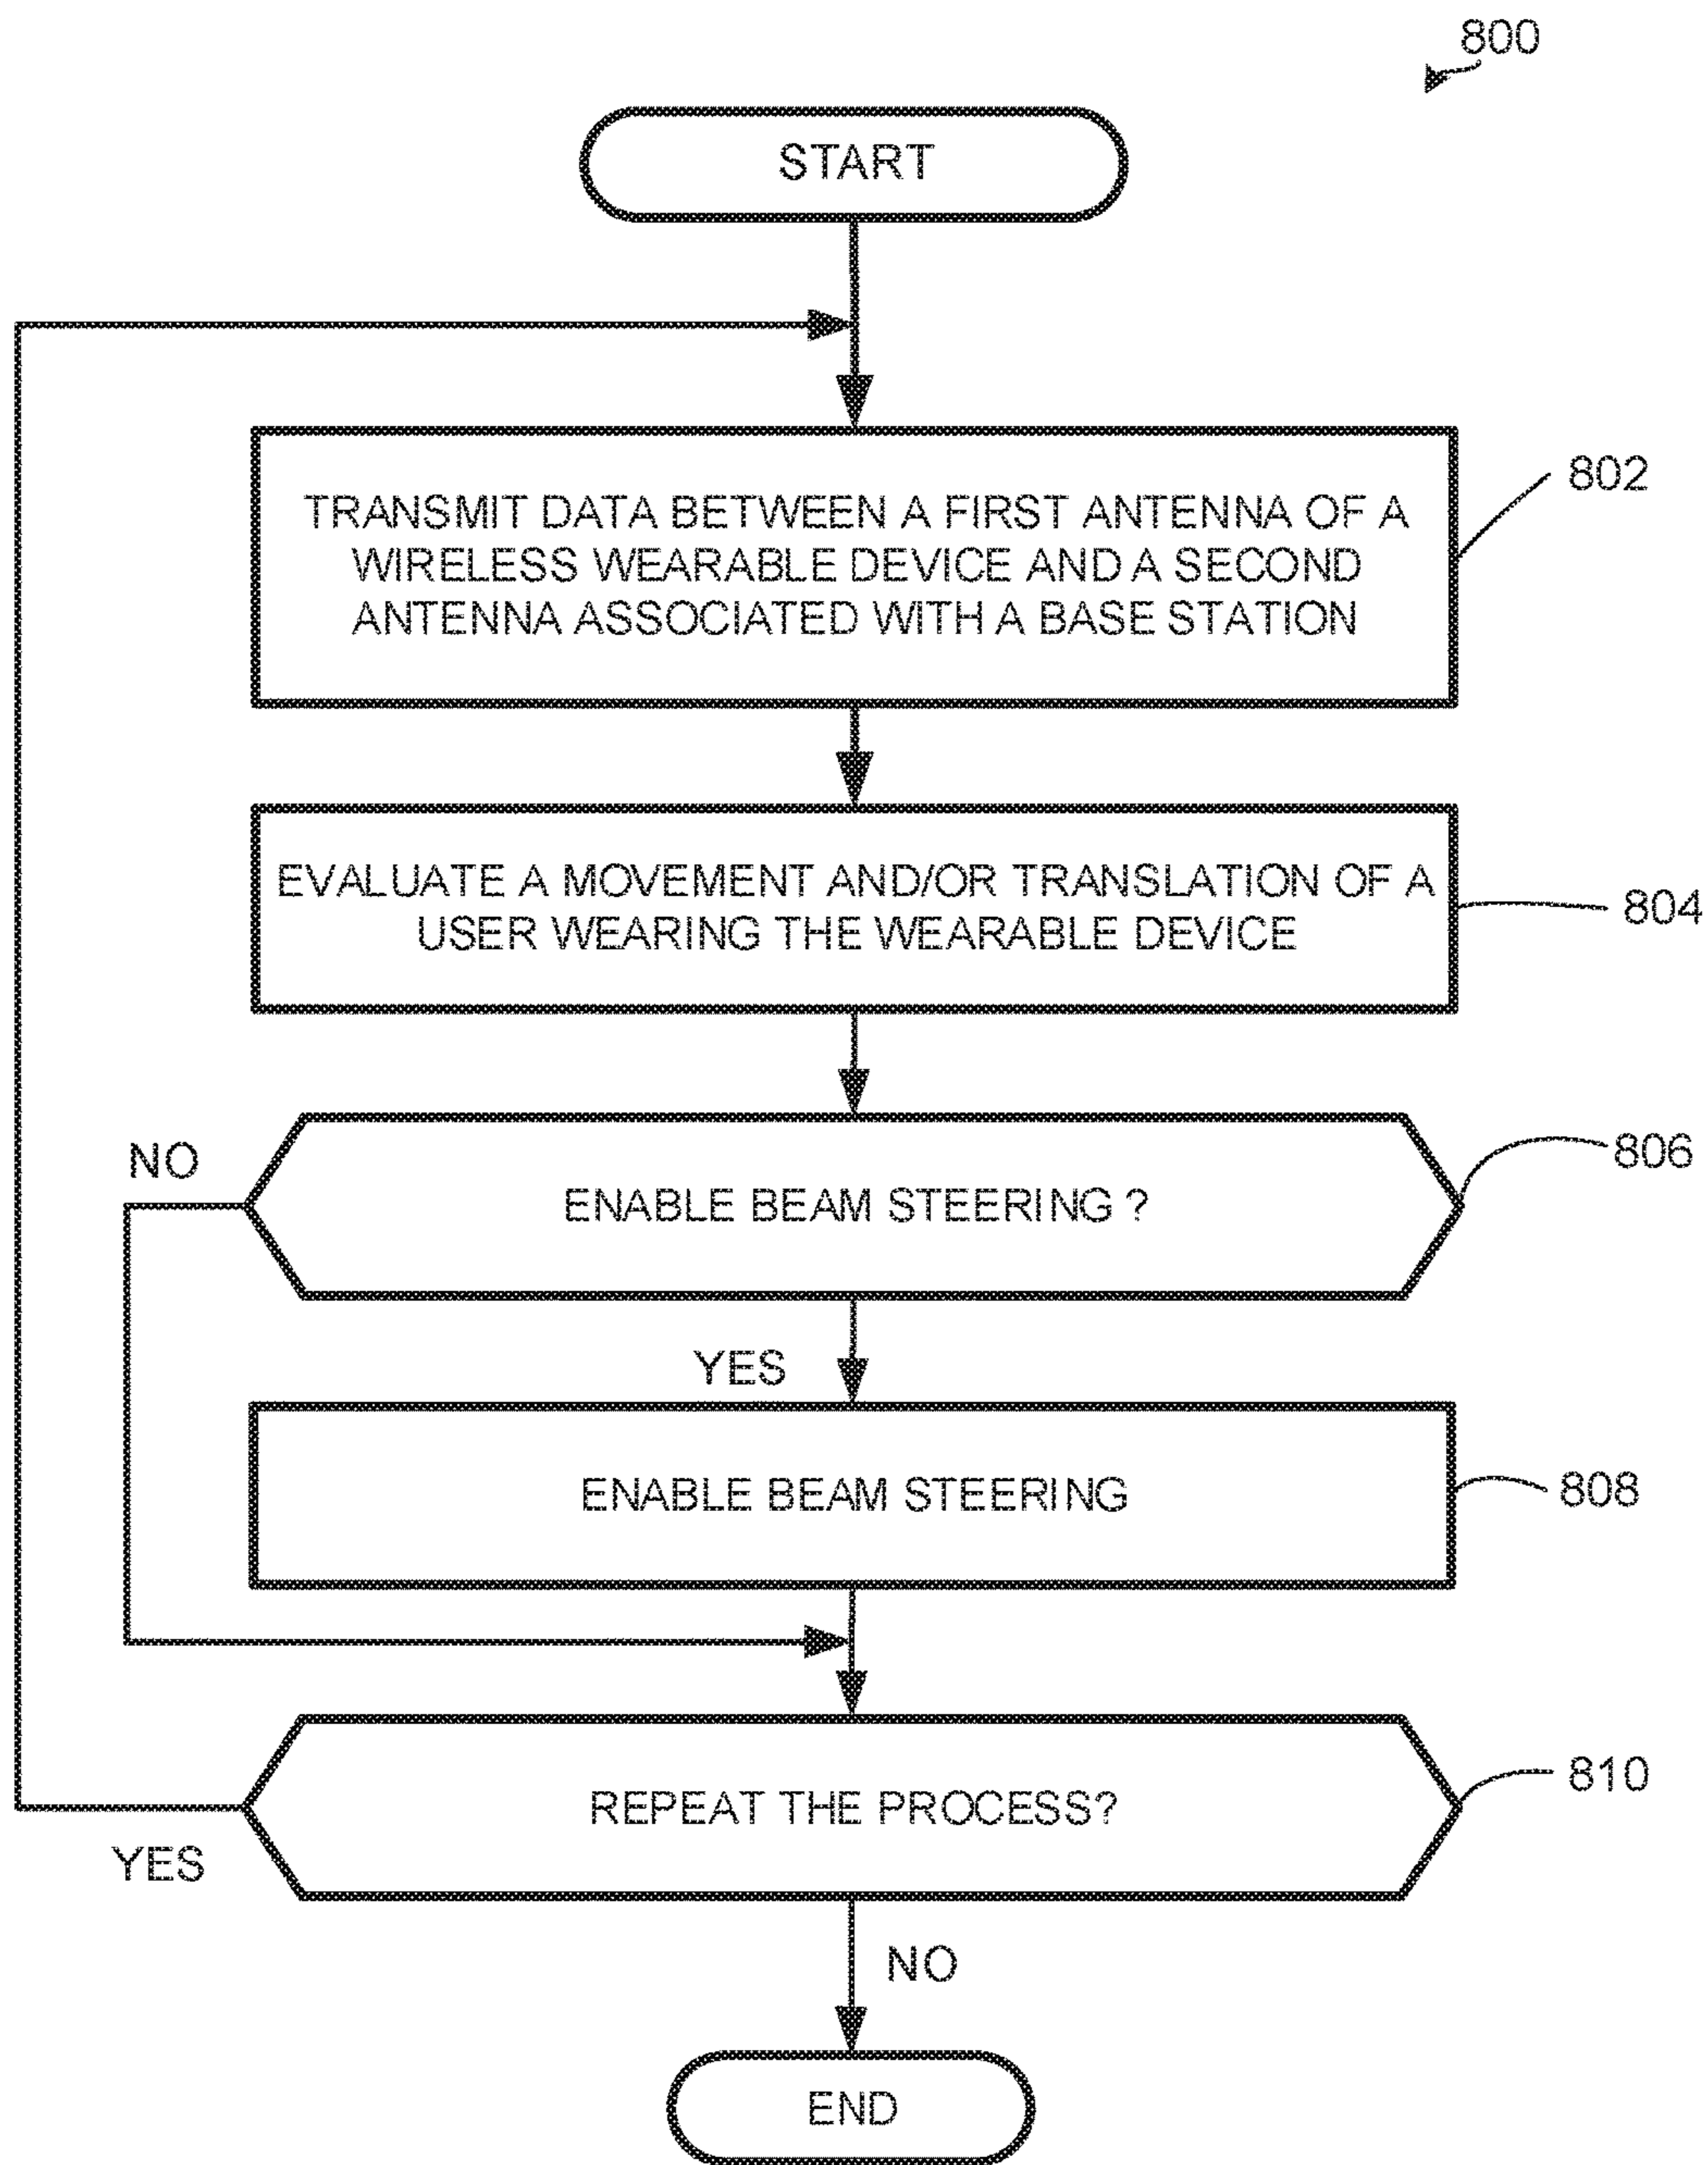 800
START
TRANSMIT DATA BETWEEN A FIRST ANTENNA OF A
WIRELESS WEARABLE DEVICE AND A SECOND
ANTENNA ASSOCIATED WITH A BASE STATION
802
EVALUATE A MOVEMENT AND/OR TRANSLATION OF A
USER WEARING THE WEARABLE DEVICE
804
NO
ENABLE BEAM STEERING ?
806
YES
ENABLE BEAM STEERING
808
REPEAT THE PROCESS?
810
YES
NO
END